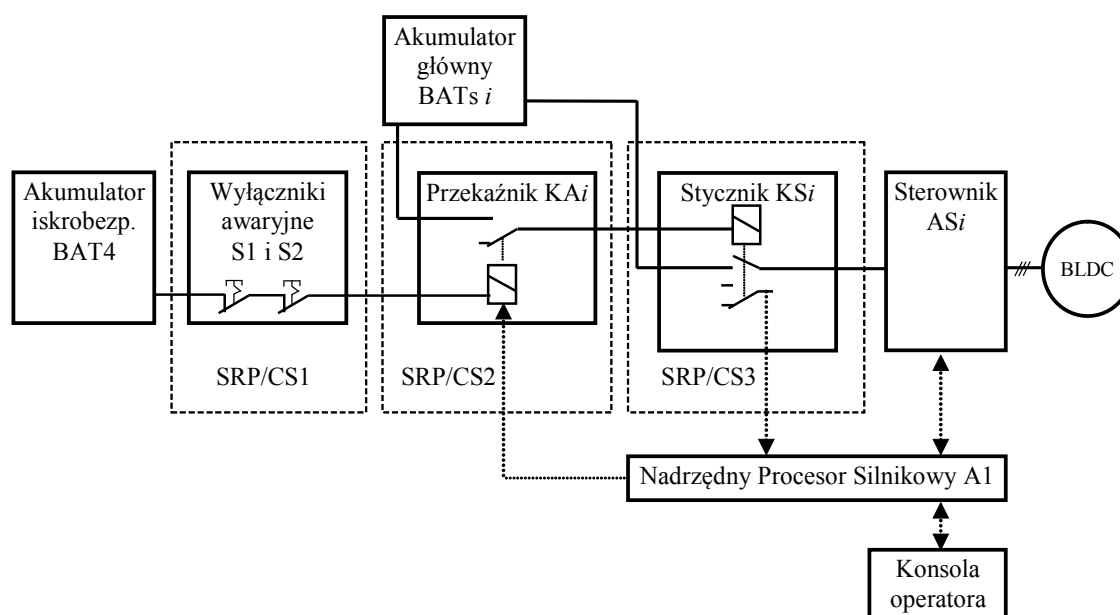 Akumulator
główny
BATs i
Akumulator
iskrobezp.
BAT4
Wyłączniki
awaryjne
S1 i S2
Przekaźnik KAi
Stycznik KSi
Sterownik
ASi
BLDC
SRP/CS1
SRP/CS2
SRP/CS3
Nadrzędny Procesor Silnikowy A1
Konsola
operatora